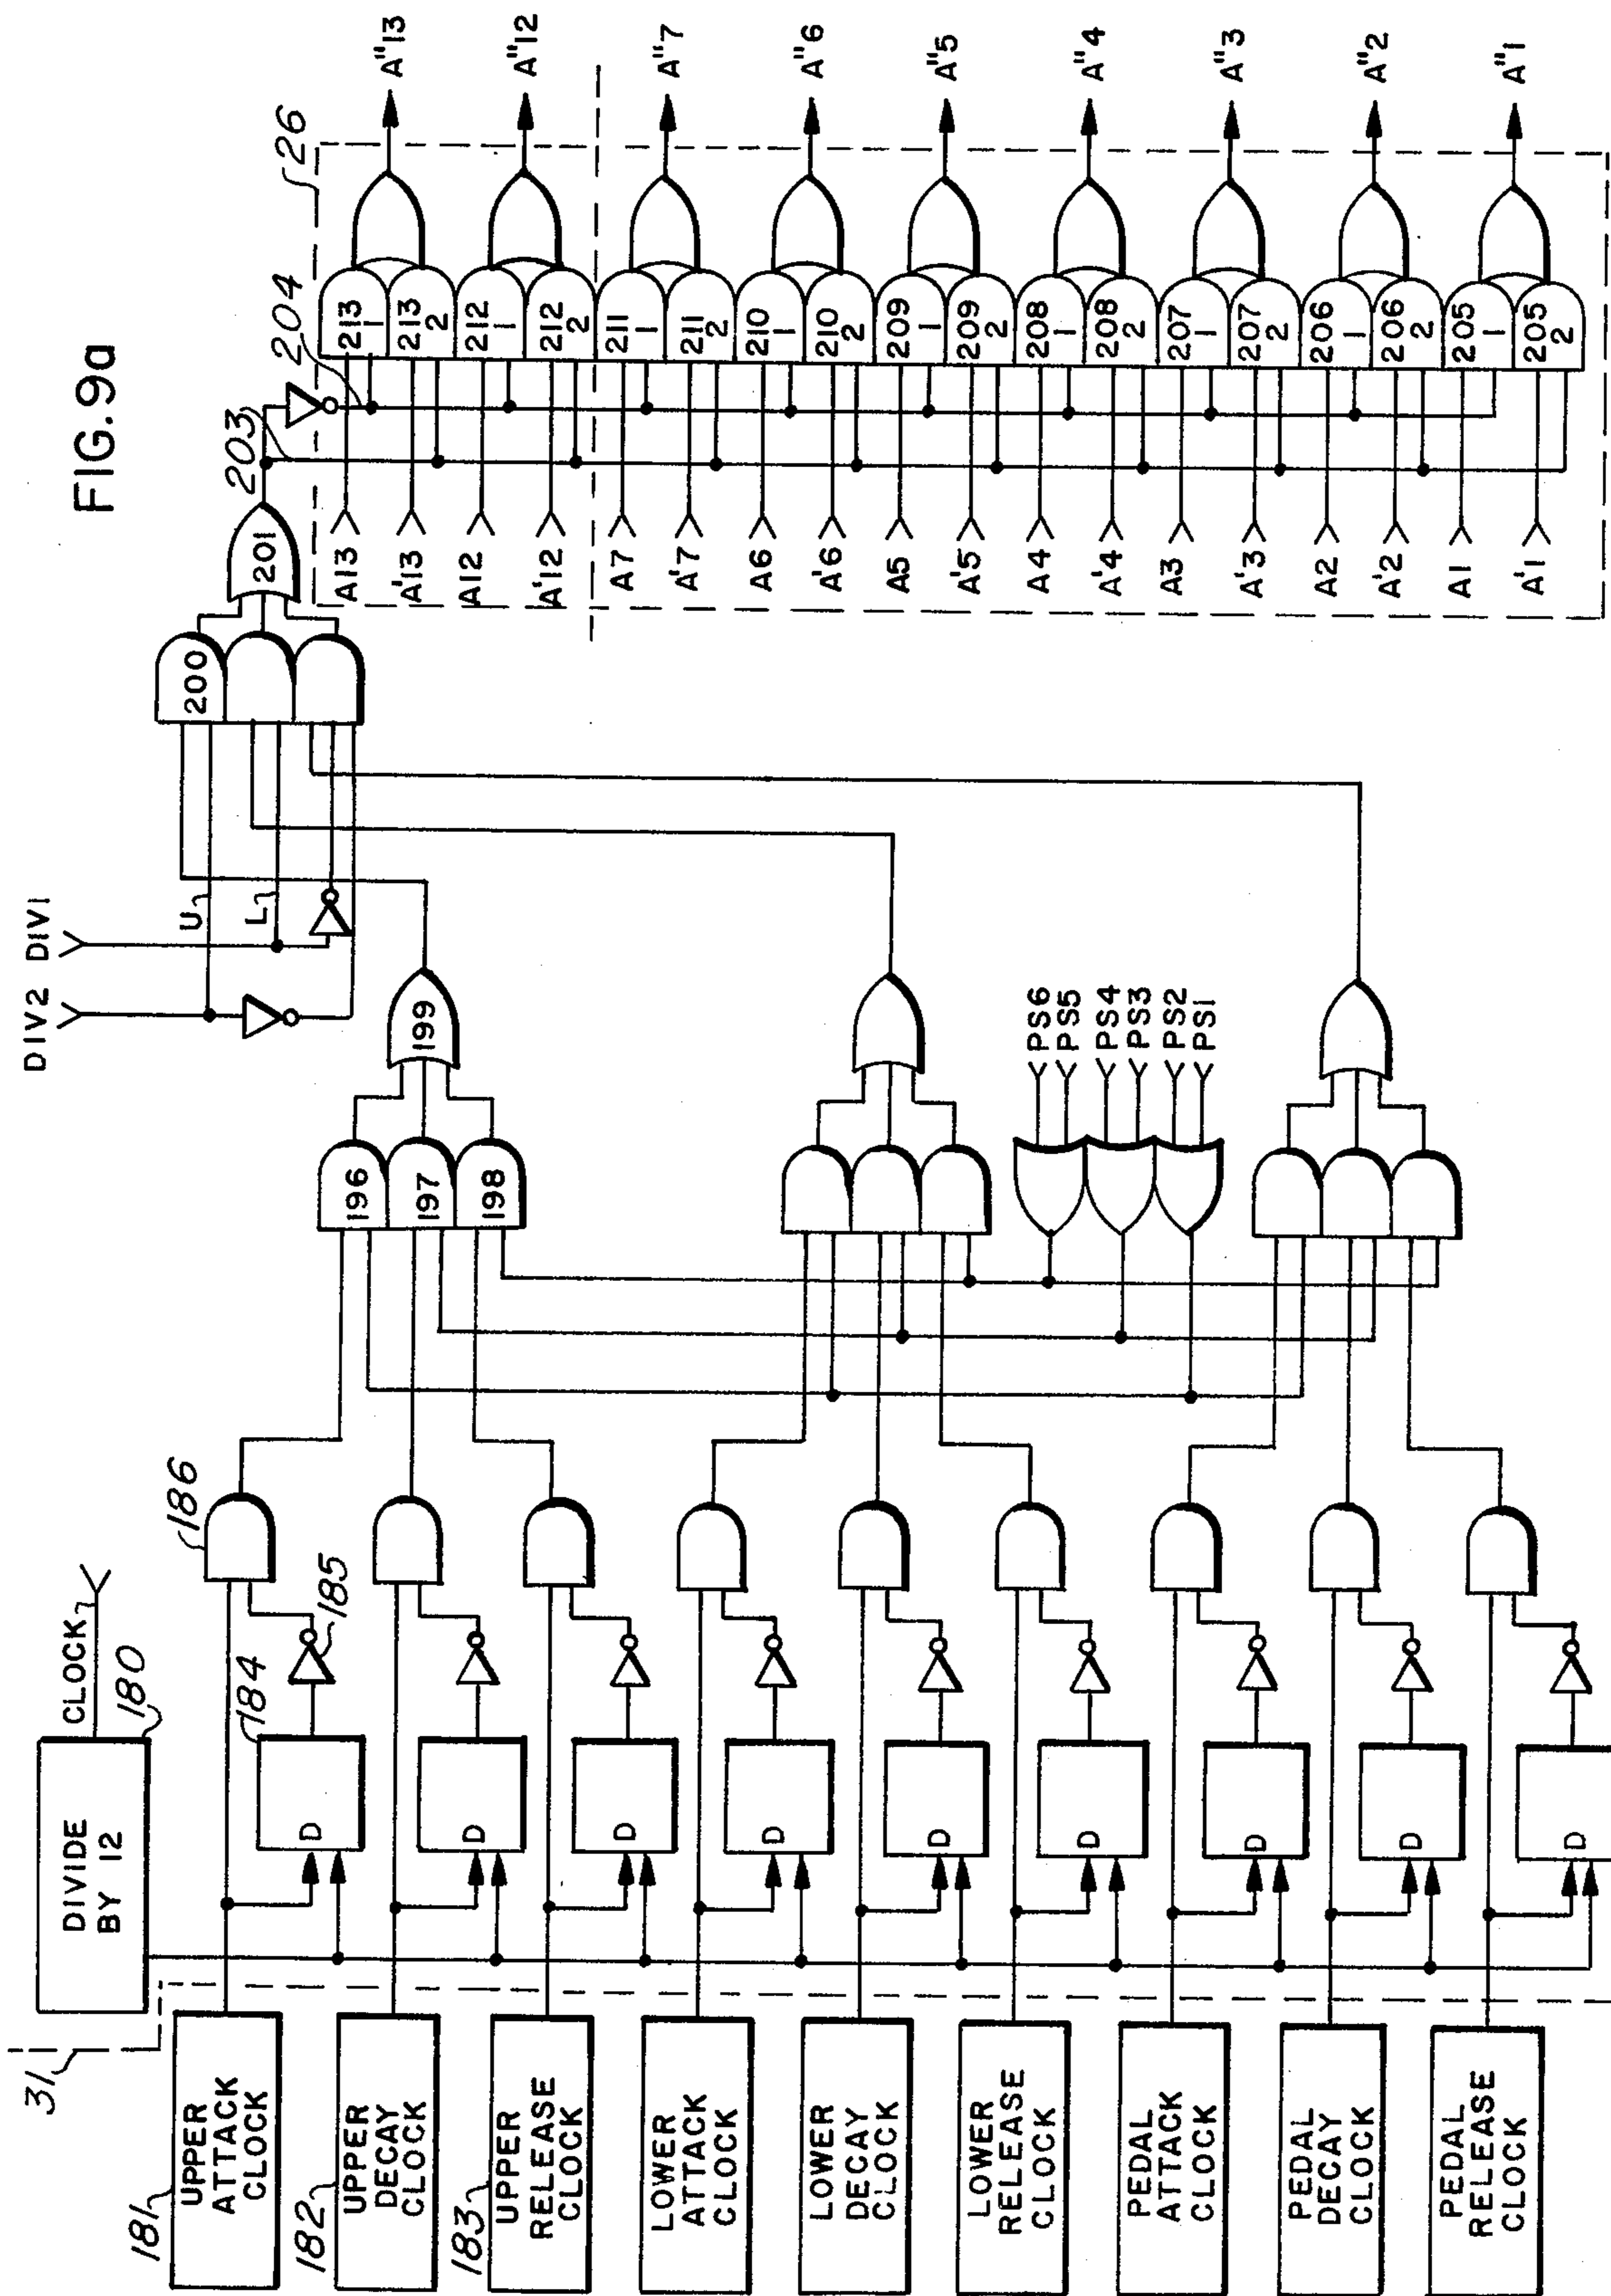 FIG.9a
31
DIVIDE
BY 12
CLOCK
180
181
UPPER
ATTACK
CLOCK
182
UPPER
DECAY
CLOCK
183
UPPER
RELEASE
CLOCK
LOWER
ATTACK
CLOCK
LOWER
DECAY
CLOCK
LOWER
RELEASE
CLOCK
PEDAL
ATTACK
CLOCK
PEDAL
DECAY
CLOCK
PEDAL
RELEASE
CLOCK
184
185
186
D
D
D
D
D
D
D
D
D
196
197
198
199
PS6
PS5
PS4
PS3
PS2
PS1
DIV2
DIV1
U
L
200
201
203
204
26
A13
A'13
A12
A'12
A7
A'7
A6
A'6
A5
A'5
A4
A'4
A3
A'3
A2
A'2
A1
A'1
213
1
213
2
212
1
212
2
211
1
211
2
210
1
210
2
209
1
209
2
208
1
208
2
207
1
207
2
206
1
206
2
205
1
205
2
A"13
A"12
A"7
A"6
A"5
A"4
A"3
A"2
A"1